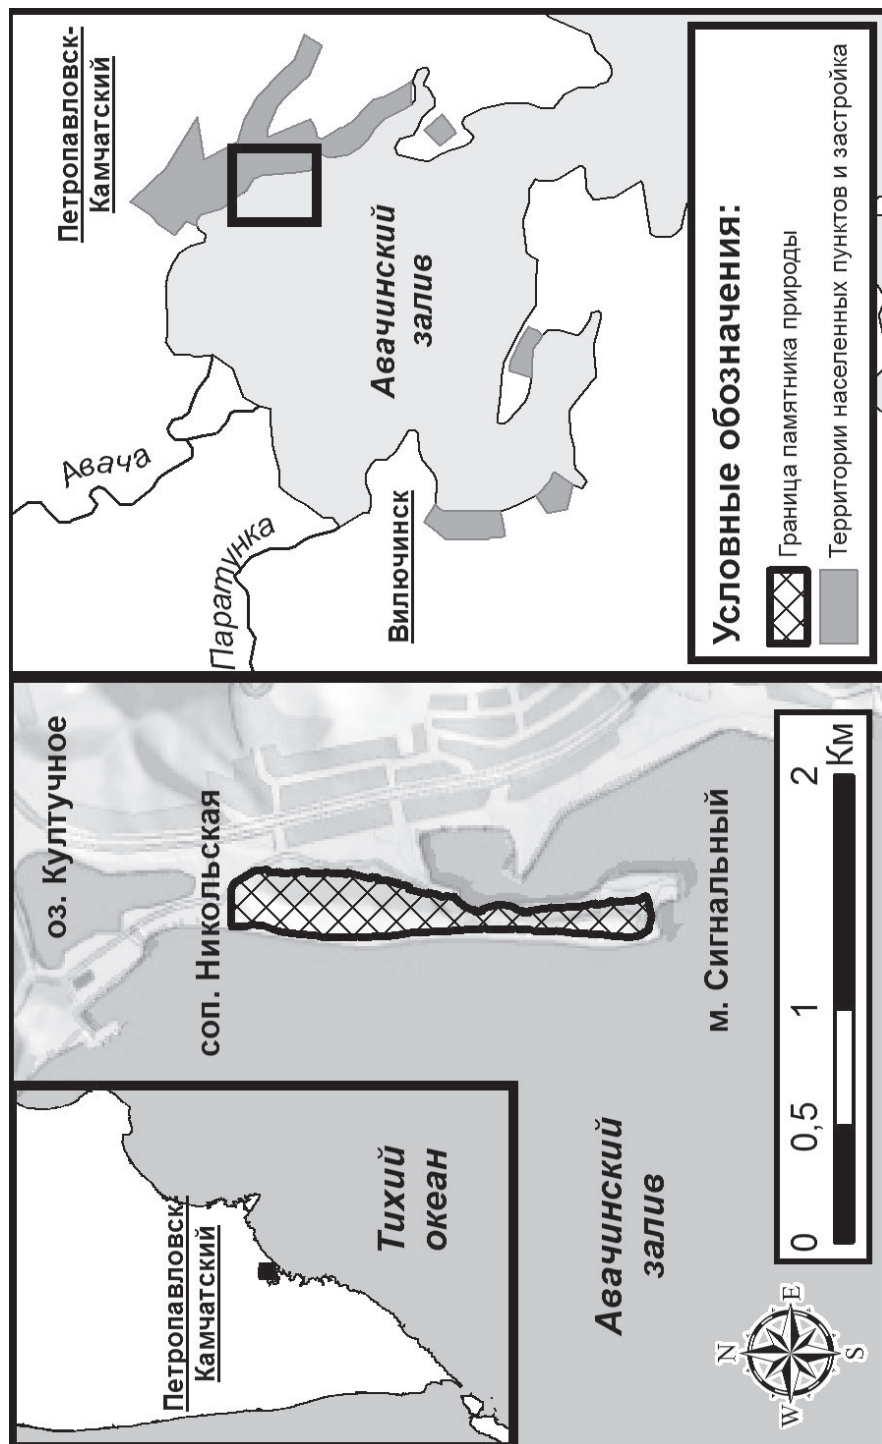 Петропавловск-
Камчатский
Тихий
океан
оз. Култучное
соп. Никольская
м. Сигнальный
Авачинский
залив
N
W
E
S
0
0,5
1
2
Км
Петропавловск-
Камчатский
Авача
Паратунка
Авачинский
залив
Вилючинск
Условные обозначения:
Граница памятника природы
Территории населенных пунктов и застройка